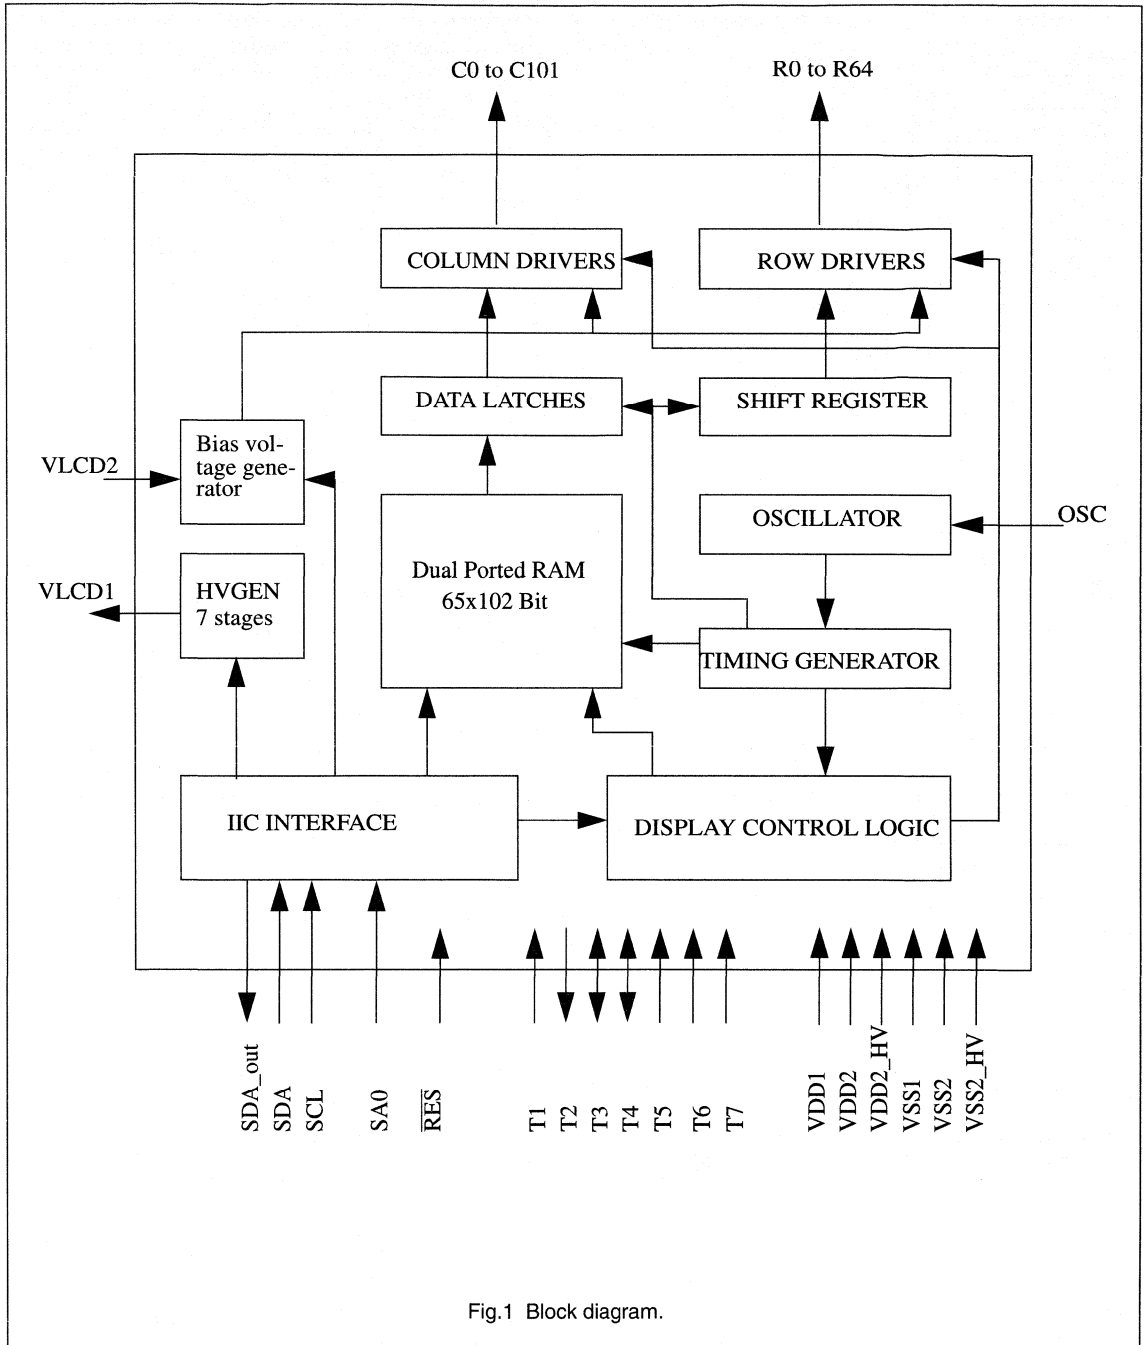 C0 to C101
R0 to R64
COLUMN DRIVERS
ROW DRIVERS
DATA LATCHES
SHIFT REGISTER
Bias vol-
tage gene-
rator
VLCD2
OSCILLATOR
OSC
Dual Ported RAM
65x102 Bit
VLCD1
HVGEN
7 stages
TIMING GENERATOR
IIC INTERFACE
DISPLAY CONTROL LOGIC
SDA_out
SDA
SCL
SA0
R̅E̅S̅
T1
T2
T3
T4
T5
T6
T7
VDD1
VDD2
VDD2_HV
VSS1
VSS2
VSS2_HV
Fig.1 Block diagram.